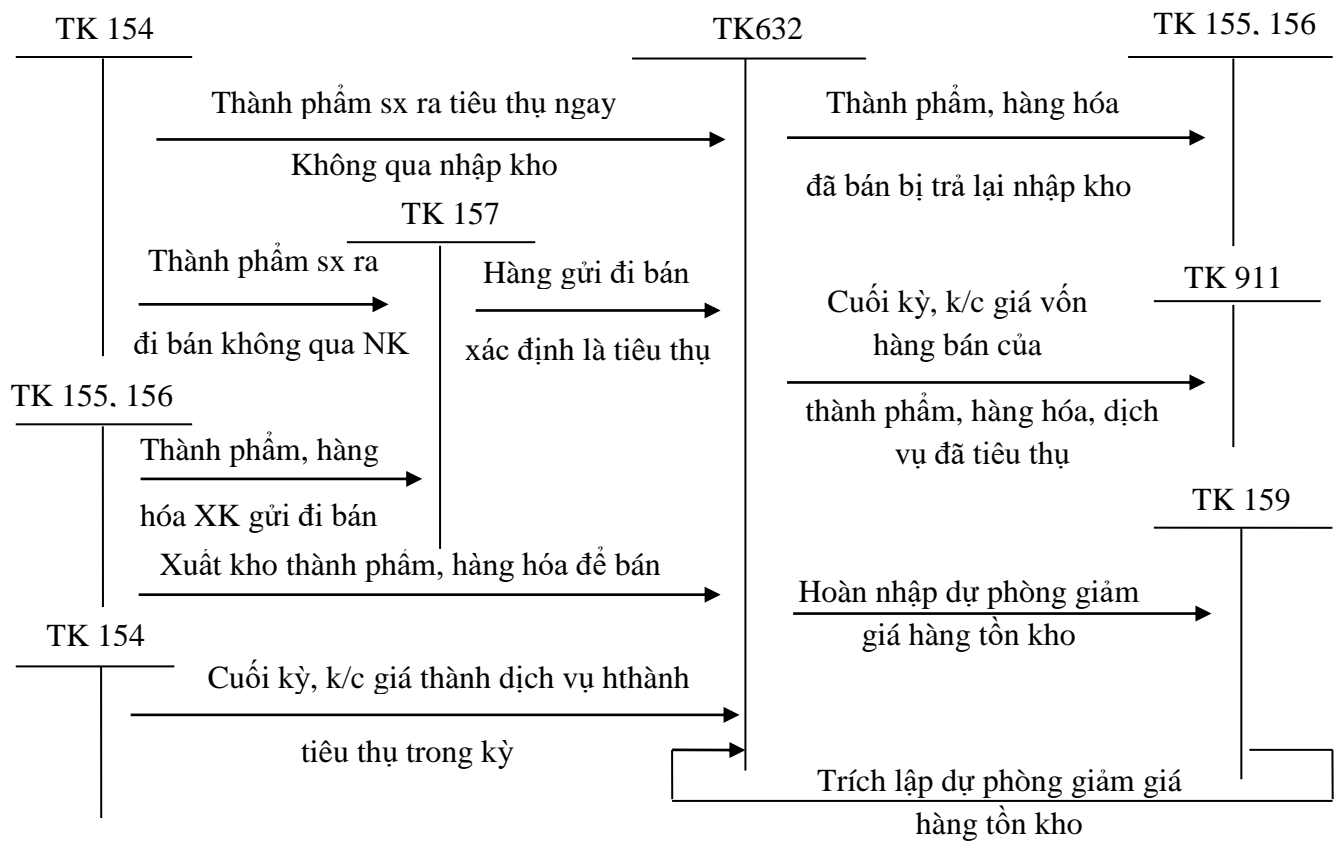 TK 154
TK632
TK 155, 156
Thành phẩm sx ra tiêu thụ ngay
Không qua nhập kho
Thành phẩm, hàng hóa
đã bán bị trả lại nhập kho
TK 157
Thành phẩm sx ra
đi bán không qua NK
Hàng gửi đi bán
xác định là tiêu thụ
TK 911
Cuối kỳ, k/c giá vốn
hàng bán của
thành phẩm, hàng hóa, dịch
vụ đã tiêu thụ
TK 155, 156
Thành phẩm, hàng
hóa XK gửi đi bán
TK 159
Xuất kho thành phẩm, hàng hóa để bán
Hoàn nhập dự phòng giảm
giá hàng tồn kho
TK 154
Cuối kỳ, k/c giá thành dịch vụ hthành
tiêu thụ trong kỳ
Trích lập dự phòng giảm giá
hàng tồn kho